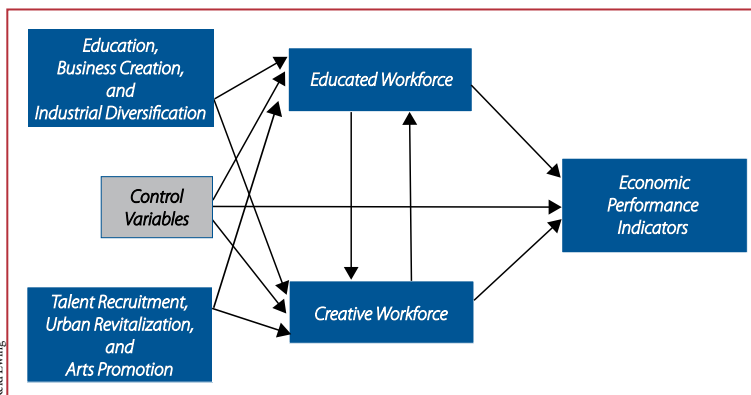 Education,
Business Creation,
and
Industrial Diversification
Educated Workforce
Control
Variables
Economic
Performance
Indicators
Talent Recruitment,
Urban Revitalization,
and
Arts Promotion
Creative Workforce
Ewing